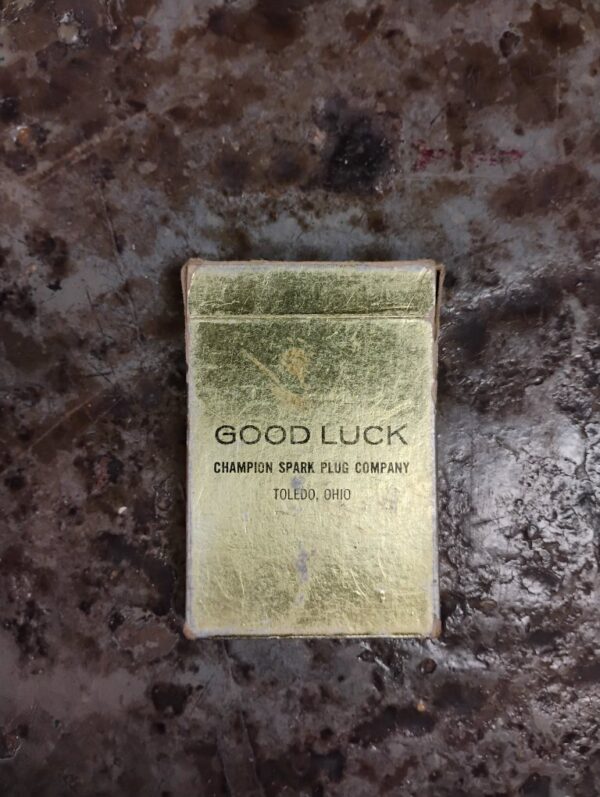 GOOD LUCK
CHAMPION SPARK PLUG COMPANY
TOLEDO, OHIO